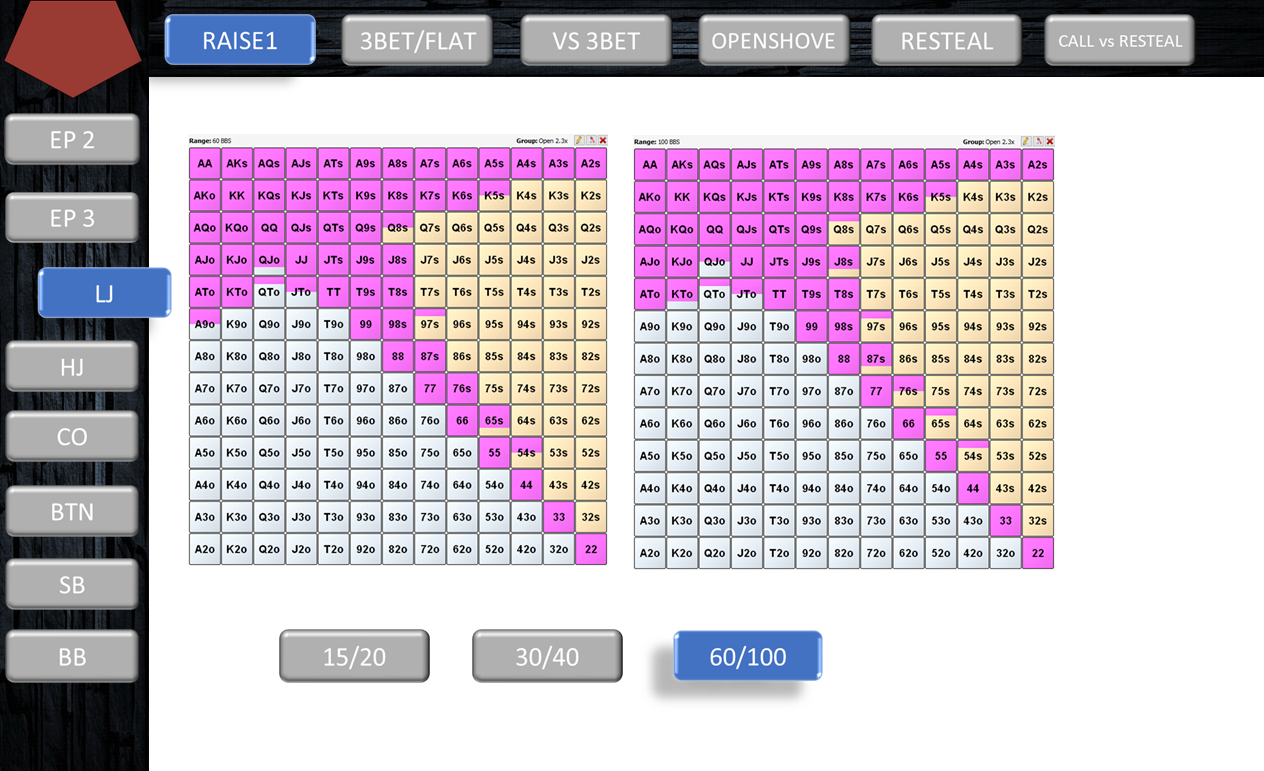 RAISE1 3BET/FLAT VS 3BET OPENSHOVE RESTEAL CALL vs RESTEAL
EP 2
EP 3
LJ
HJ
CO
BTN
SB
BB
Range: 60 BBS Group: Open 2.3x
AA AKs AQs AJs ATs A9s A8s A7s A6s A5s A4s A3s A2s
AKo KK KQs KJs KTs K9s K8s K7s K6s K5s K4s K3s K2s
AQo KQo QQ QJs QTs Q9s Q8s Q7s Q6s Q5s Q4s Q3s Q2s
AJo KJo QJo JJ JTs J9s J8s J7s J6s J5s J4s J3s J2s
ATo KTo QTo JTo TT T9s T8s T7s T6s T5s T4s T3s T2s
A9o K9o Q9o J9o T9o 99 98s 97s 96s 95s 94s 93s 92s
A8o K8o Q8o J8o T8o 98o 88 87s 86s 85s 84s 83s 82s
A7o K7o Q7o J7o T7o 97o 87o 77 76s 75s 74s 73s 72s
A6o K6o Q6o J6o T6o 96o 86o 76o 66 65s 64s 63s 62s
A5o K5o Q5o J5o T5o 95o 85o 75o 65o 55 54s 53s 52s
A4o K4o Q4o J4o T4o 94o 84o 74o 64o 54o 44 43s 42s
A3o K3o Q3o J3o T3o 93o 83o 73o 63o 53o 43o 33 32s
A2o K2o Q2o J2o T2o 92o 82o 72o 62o 52o 42o 32o 22
Range: 100 BBS Group: Open 2.3x
AA AKs AQs AJs ATs A9s A8s A7s A6s A5s A4s A3s A2s
AKo KK KQs KJs KTs K9s K8s K7s K6s K5s K4s K3s K2s
AQo KQo QQ QJs QTs Q9s Q8s Q7s Q6s Q5s Q4s Q3s Q2s
AJo KJo QJo JJ JTs J9s J8s J7s J6s J5s J4s J3s J2s
ATo KTo QTo JTo TT T9s T8s T7s T6s T5s T4s T3s T2s
A9o K9o Q9o J9o T9o 99 98s 97s 96s 95s 94s 93s 92s
A8o K8o Q8o J8o T8o 98o 88 87s 86s 85s 84s 83s 82s
A7o K7o Q7o J7o T7o 97o 87o 77 76s 75s 74s 73s 72s
A6o K6o Q6o J6o T6o 96o 86o 76o 66 65s 64s 63s 62s
A5o K5o Q5o J5o T5o 95o 85o 75o 65o 55 54s 53s 52s
A4o K4o Q4o J4o T4o 94o 84o 74o 64o 54o 44 43s 42s
A3o K3o Q3o J3o T3o 93o 83o 73o 63o 53o 43o 33 32s
A2o K2o Q2o J2o T2o 92o 82o 72o 62o 52o 42o 32o 22
15/20 30/40 60/100